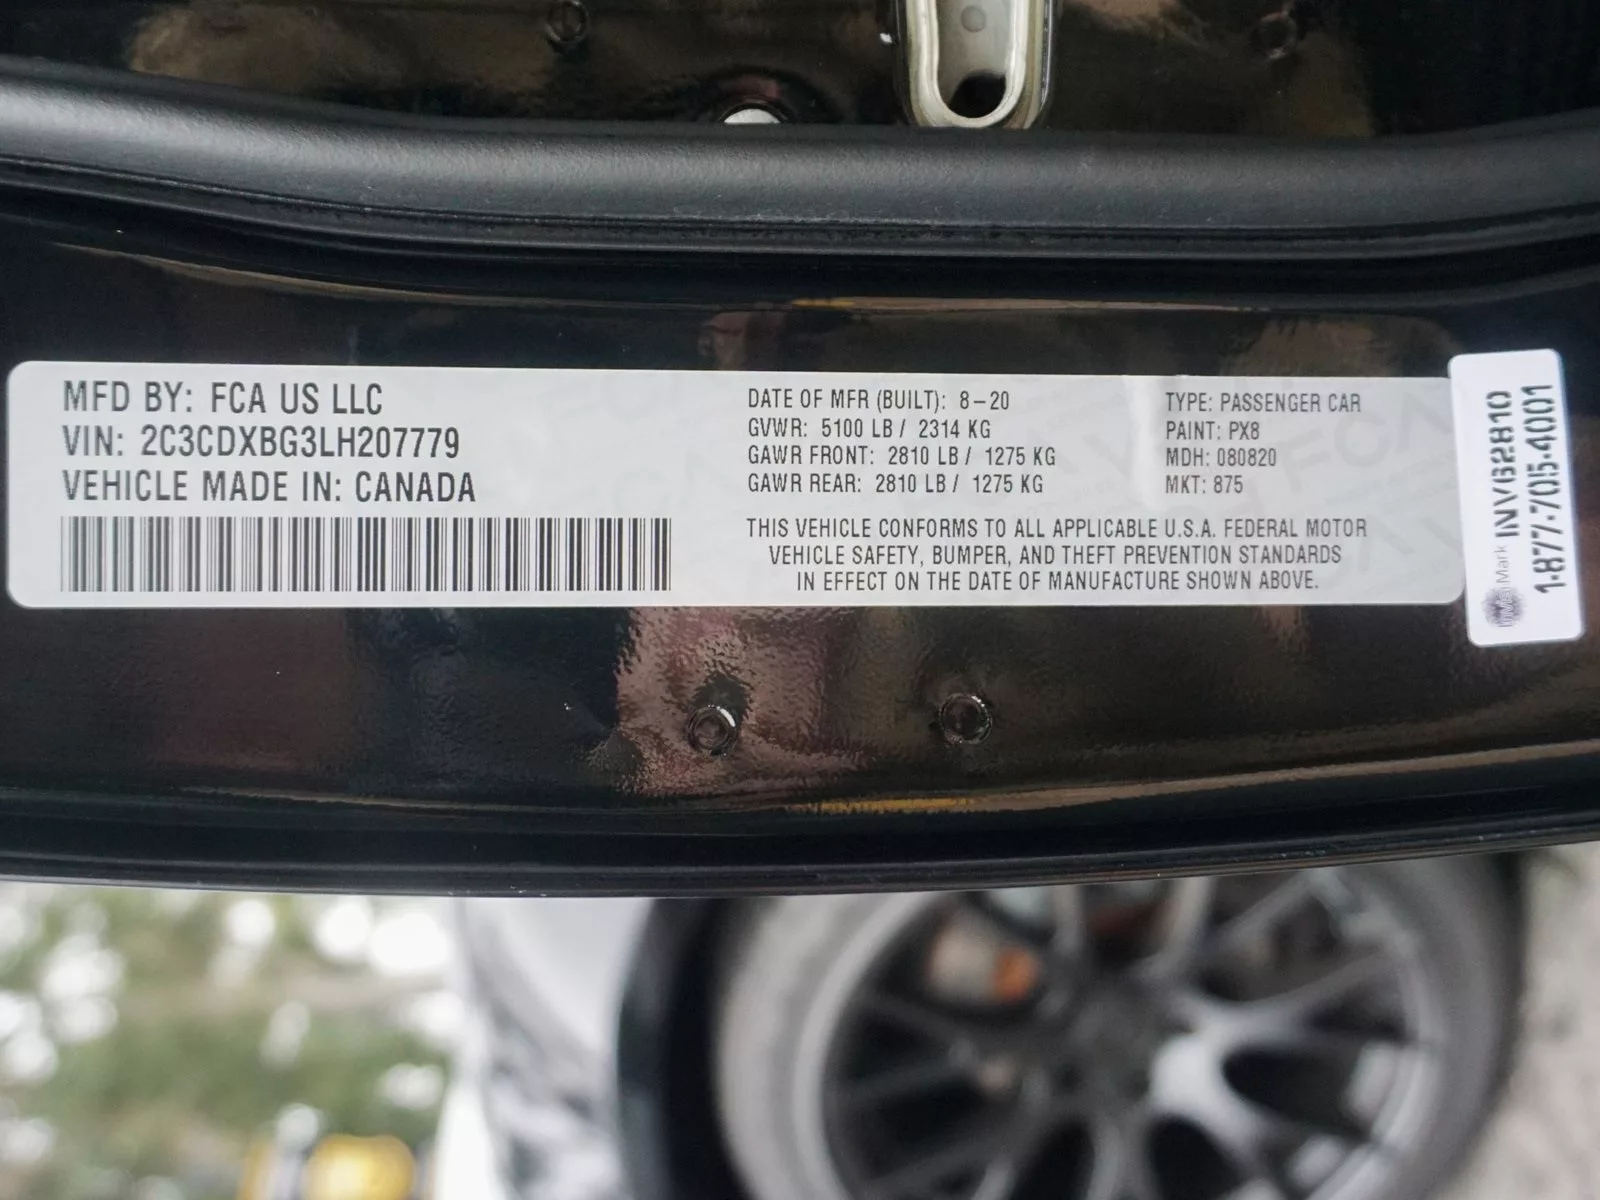 MFD BY: FCA US LLC
VIN: 2C3CDXBG3LH207779
VEHICLE MADE IN: CANADA
DATE OF MFR (BUILT): 8-20
GVWR: 5100 LB / 2314 KG
GAWR FRONT: 2810 LB / 1275 KG
GAWR REAR: 2810 LB / 1275 KG
TYPE: PASSENGER CAR
PAINT: PX8
MDH: 080820
MKT: 875
THIS VEHICLE CONFORMS TO ALL APPLICABLE U.S.A. FEDERAL MOTOR
VEHICLE SAFETY, BUMPER, AND THEFT PREVENTION STANDARDS
IN EFFECT ON THE DATE OF MANUFACTURE SHOWN ABOVE.
Mark INV62810
1-877-705-4001